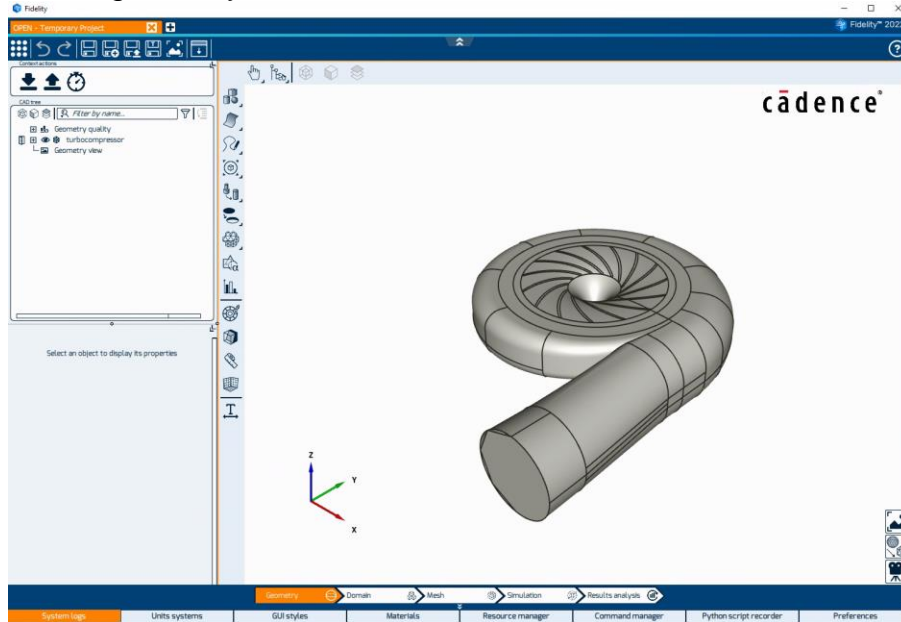 Fidelity
OPEN - Temporary Project
Fidelity™ 202
Context actions
CAD tree
Filter by name...
Geometry quality
turbocompressor
Geometry view
cādence®
Select an object to display its properties
Z
Y
X
Geometry
Domain
Mesh
Simulation
Results analysis
System logs
Units systems
GUI styles
Materials
Resource manager
Command manager
Python script recorder
Preferences